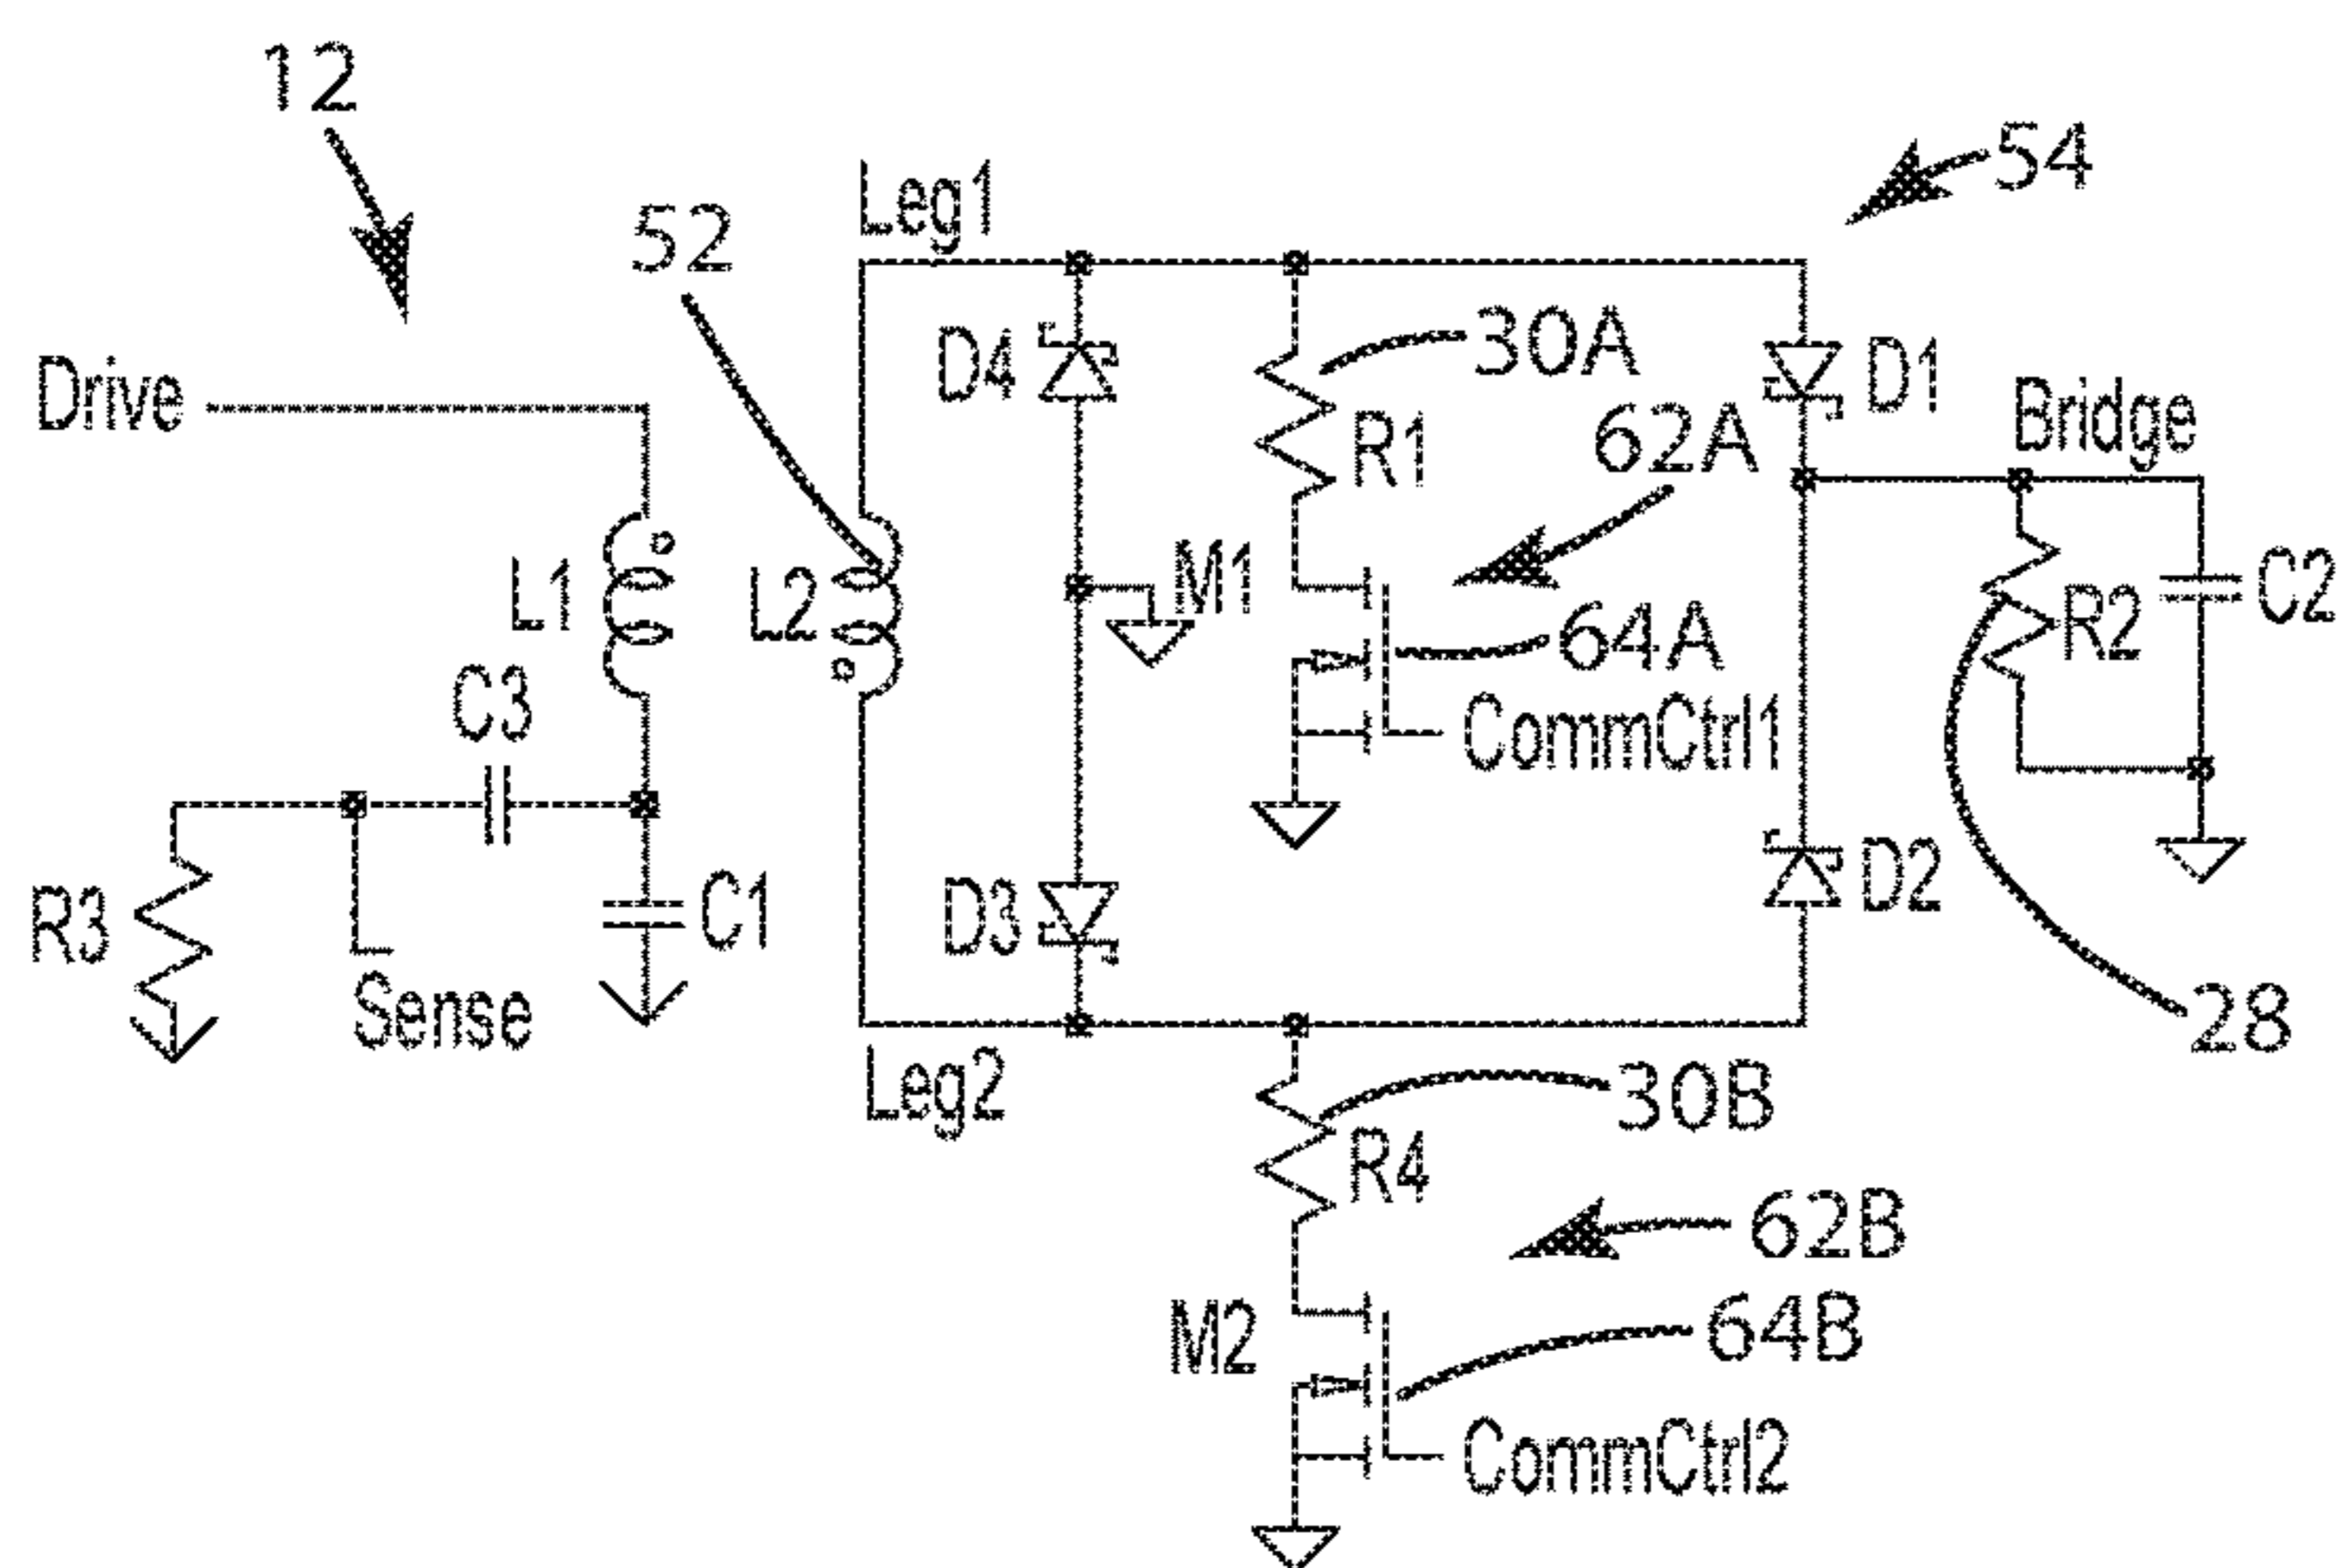 12
54
Leg1
52
30A
D4
D1
Drive
Bridge
R1
62A
M1
L1
L2
C2
R2
64A
C3
CommCtrl1
D2
R3
C1
D3
Sense
28
Leg2
30B
R4
62B
M2
64B
CommCtrl2